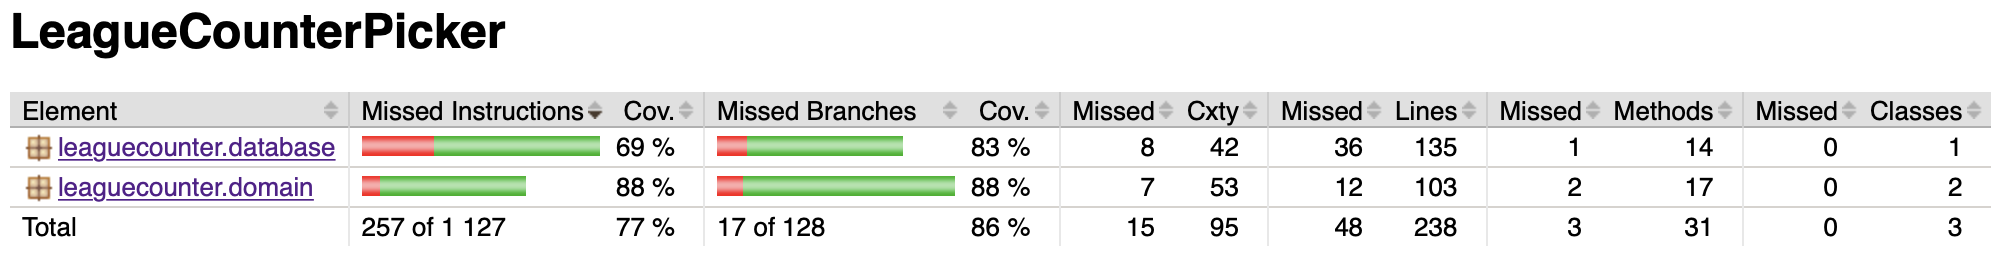 LeagueCounterPicker
Element Missed Instructions Cov. Missed Branches Cov. Missed Cxty Missed Lines Missed Methods Missed Classes
leaguecounter.database 69 % 83 % 8 42 36 135 1 14 0 1
leaguecounter.domain 88 % 88 % 7 53 12 103 2 17 0 2
Total 257 of 1 127 77 % 17 of 128 86 % 15 95 48 238 3 31 0 3